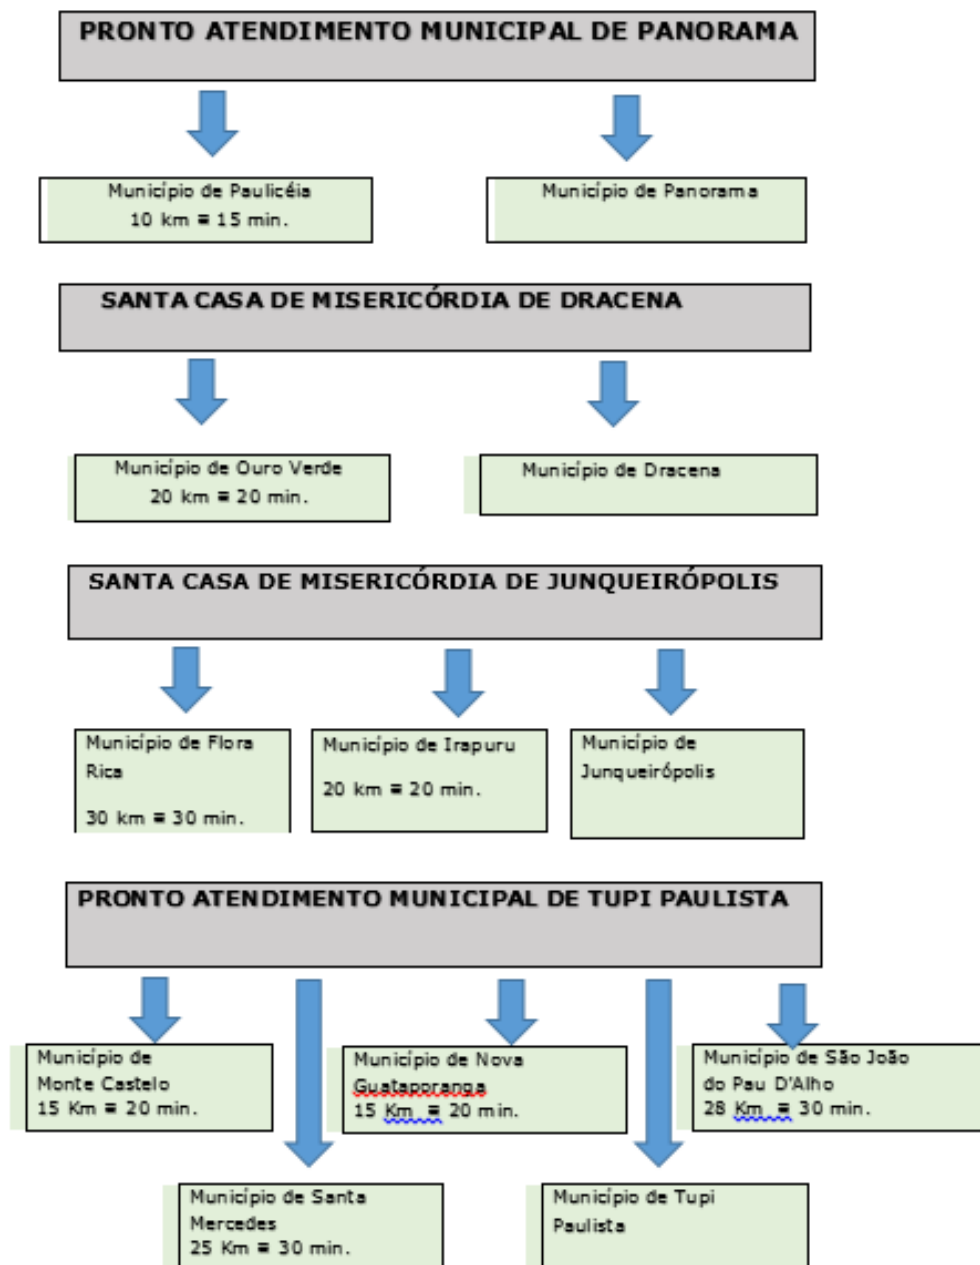 PRONTO ATENDIMENTO MUNICIPAL DE PANORAMA
Município de Paulicéia
10 km = 15 min.
Município de Panorama
SANTA CASA DE MISERICÓRDIA DE DRACENA
Município de Ouro Verde
20 km = 20 min.
Município de Dracena
SANTA CASA DE MISERICÓRDIA DE JUNQUEIRÓPOLIS
Município de Flora
Rica
30 km = 30 min.
Município de Irapuru
20 km = 20 min.
Município de
Junqueirópolis
PRONTO ATENDIMENTO MUNICIPAL DE TUPI PAULISTA
Município de
Monte Castelo
15 Km = 20 min.
Município de Nova
Guataporanga
15 Km = 20 min.
Município de São João
do Pau D'Alho
28 Km = 30 min.
Município de Santa
Mercedes
25 Km = 30 min.
Município de Tupi
Paulista